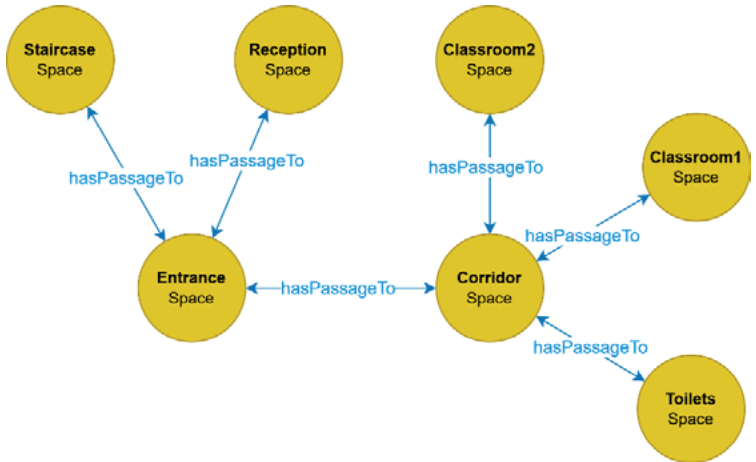 Staircase
Space
Reception
Space
Classroom2
Space
hasPassageTo
hasPassageTo
hasPassageTo
Classroom1
Space
hasPassageTo
Entrance
Space
hasPassageTo
Corridor
Space
hasPassageTo
Toilets
Space